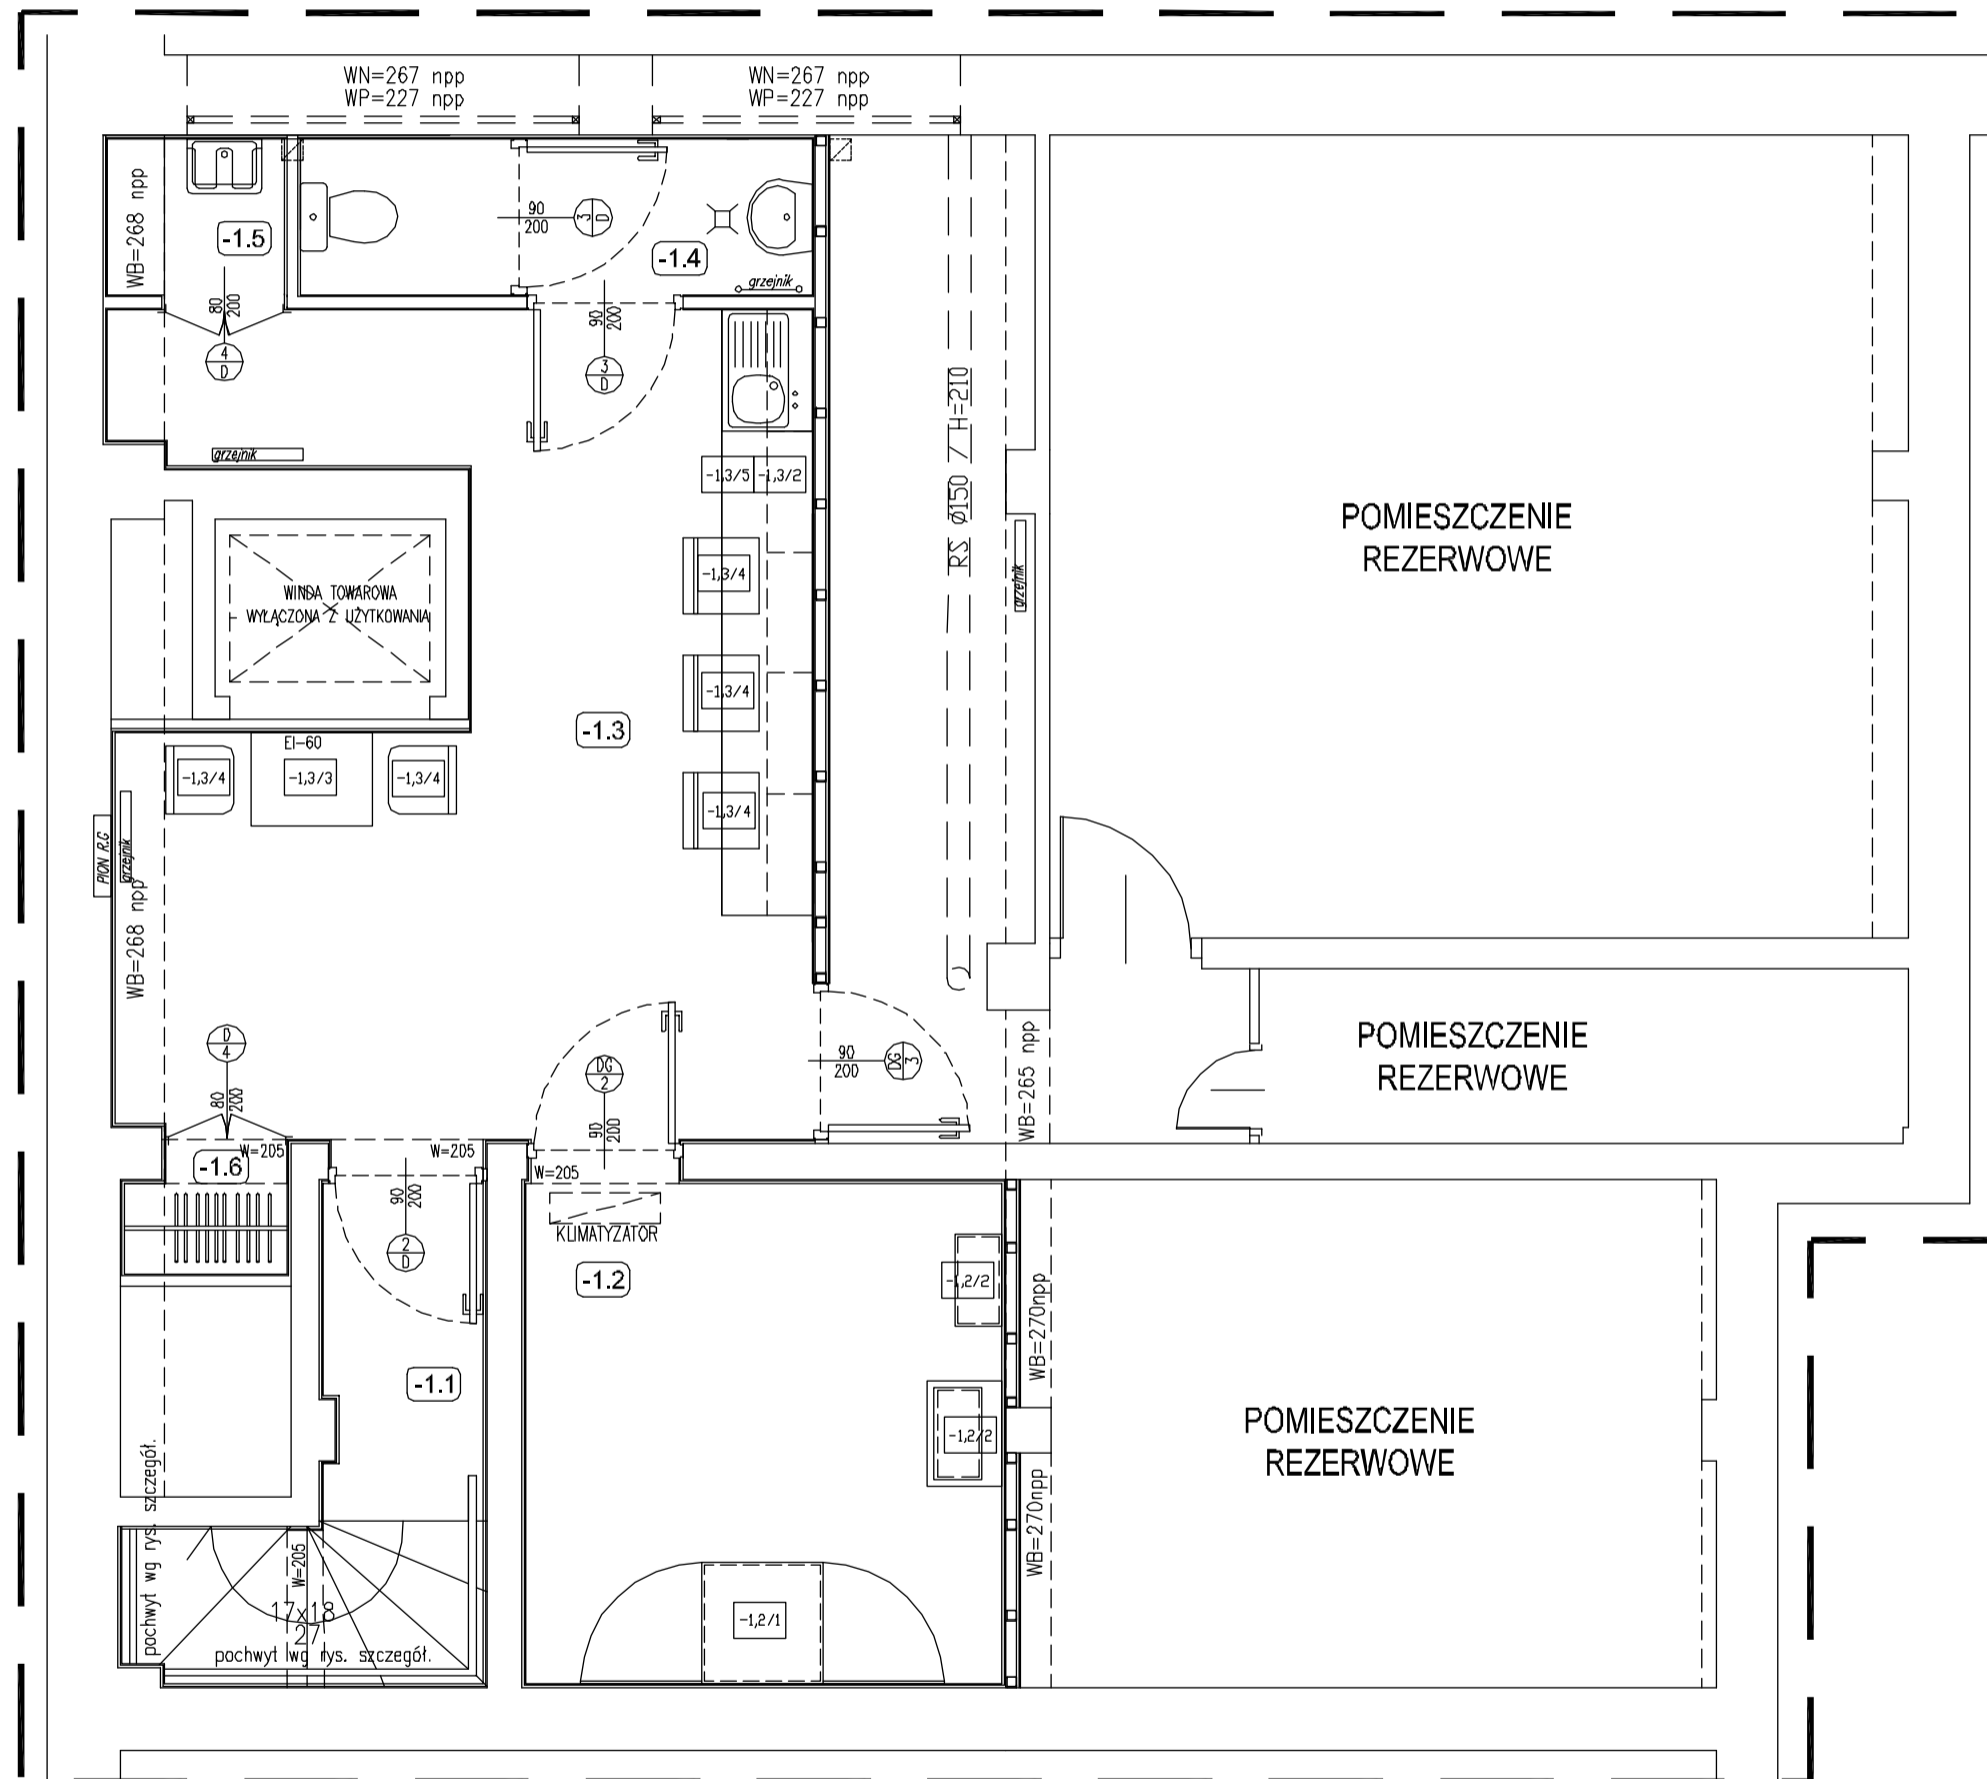 WN=267 npp
WP=227 npp
WN=267 npp
WP=227 npp
WB=268 npp
-1.5
90
200
3
D
-1.4
grzejnik
80
200
4
D
90
200
3
D
grzejnik
-1,3/5
-1,3/2
RS Ø150 / H=210
POMIESZCZENIE
REZERWOWE
WINDA TOWAROWA
WYŁĄCZONA Z UŻYTKOWANIA
-1,3/4
grzejnik
-1,3/4
-1.3
EI-60
-1,3/4
-1,3/3
-1,3/4
-1,3/4
PION R.G
grzejnik
WB=268 npp
D
4
80
200
DG
2
90
200
90
200
DG
3
WB=265 npp
POMIESZCZENIE
REZERWOWE
W=205
-1.6
W=205
W=205
90
200
2
D
KLIMATYZATOR
-1.2
-1,2/2
WB=270npp
-1.1
-1,2/2
POMIESZCZENIE
REZERWOWE
WB=270npp
pochwyt wg rys. szczegół.
W=205
17x18
27
pochwyt wg rys. szczegół.
-1,2/1